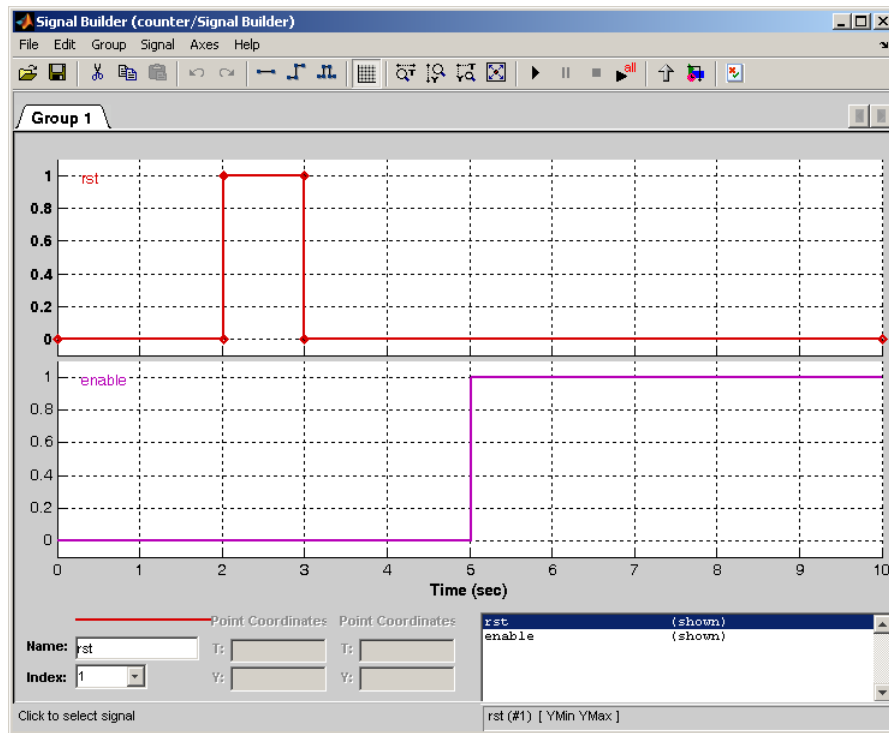 Signal Builder (counter/Signal Builder)
File Edit Group Signal Axes Help
all
Group 1
rst
1
0.8
0.6
0.4
0.2
0
enable
1
0.8
0.6
0.4
0.2
0
0 1 2 3 4 5 6 7 8 9 10
Time (sec)
Point Coordinates Point Coordinates
Name: rst T: T:
Index: 1 Y: Y:
rst (shown)
enable (shown)
Click to select signal
rst (#1) [ YMin YMax ]